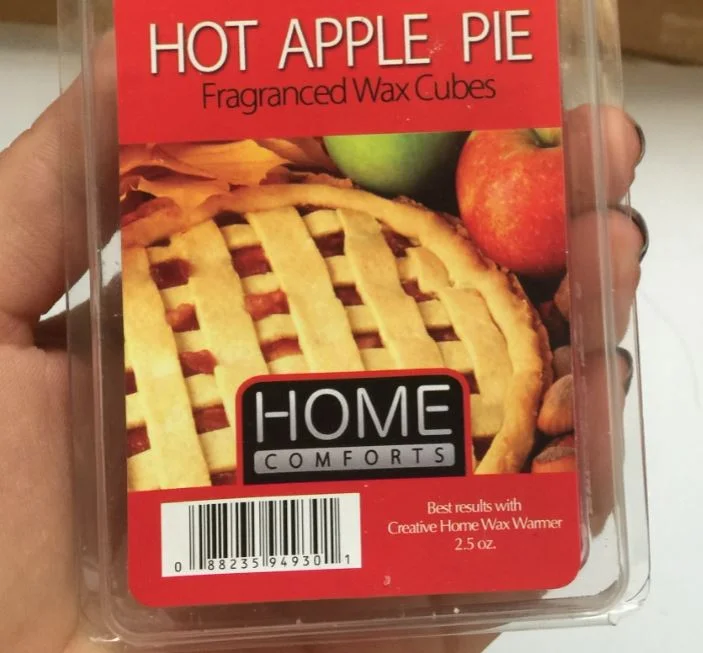 HOT APPLE PIE
Fragranced Wax Cubes
HOME
COMFORTS
0 88235 94930 1
Best results with
Creative Home Wax Warmer
2.5 oz.